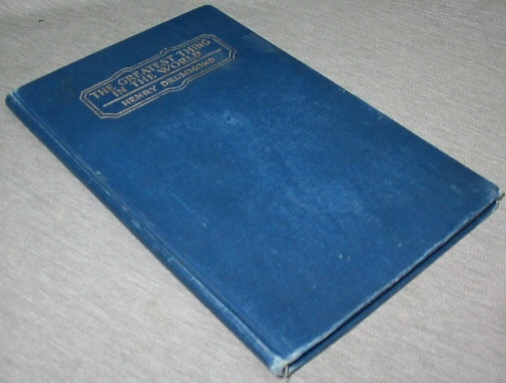 THE GREATEST THING
IN THE WORLD
HENRY DRUMMOND